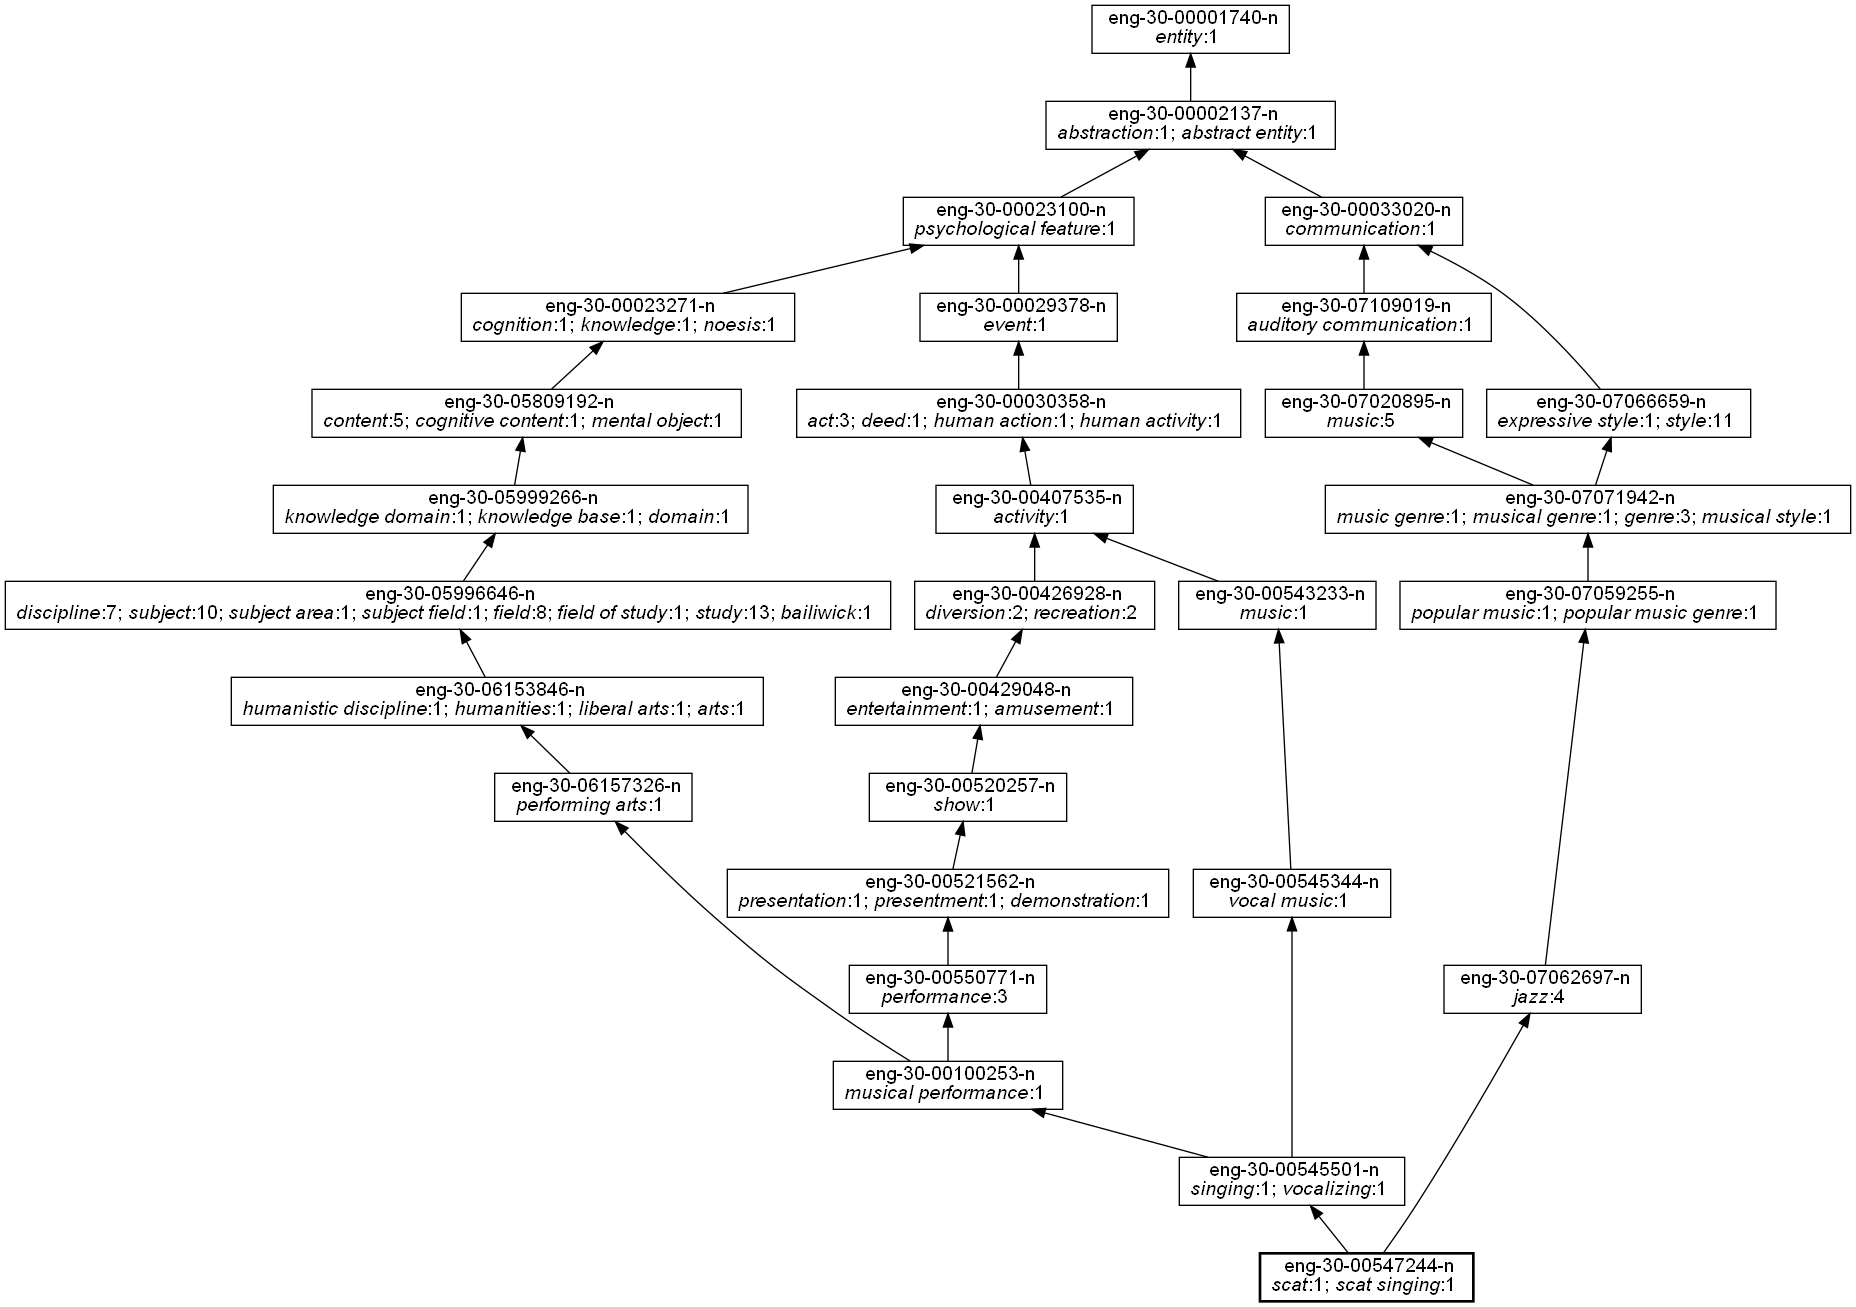 eng-30-00001740-n
entity:1
eng-30-00002137-n
abstraction:1; abstract entity:1
eng-30-00023100-n
psychological feature:1
eng-30-00033020-n
communication:1
eng-30-00023271-n
cognition:1; knowledge:1; noesis:1
eng-30-00029378-n
event:1
eng-30-07109019-n
auditory communication:1
eng-30-05809192-n
content:5; cognitive content:1; mental object:1
eng-30-00030358-n
act:3; deed:1; human action:1; human activity:1
eng-30-07020895-n
music:5
eng-30-07066659-n
expressive style:1; style:11
eng-30-05999266-n
knowledge domain:1; knowledge base:1; domain:1
eng-30-00407535-n
activity:1
eng-30-07071942-n
music genre:1; musical genre:1; genre:3; musical style:1
eng-30-05996646-n
discipline:7; subject:10; subject area:1; subject field:1; field:8; field of study:1; study:13; bailiwick:1
eng-30-00426928-n
diversion:2; recreation:2
eng-30-00543233-n
music:1
eng-30-07059255-n
popular music:1; popular music genre:1
eng-30-06153846-n
humanistic discipline:1; humanities:1; liberal arts:1; arts:1
eng-30-00429048-n
entertainment:1; amusement:1
eng-30-06157326-n
performing arts:1
eng-30-00520257-n
show:1
eng-30-00521562-n
presentation:1; presentment:1; demonstration:1
eng-30-00545344-n
vocal music:1
eng-30-00550771-n
performance:3
eng-30-07062697-n
jazz:4
eng-30-00100253-n
musical performance:1
eng-30-00545501-n
singing:1; vocalizing:1
eng-30-00547244-n
scat:1; scat singing:1